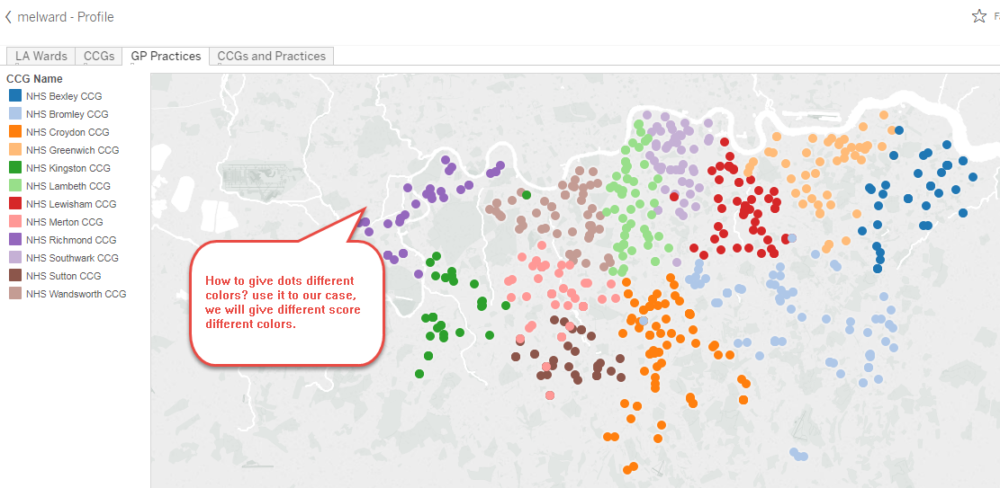 melward - Profile
LA Wards
CCGs
GP Practices
CCGs and Practices
CCG Name
NHS Bexley CCG
NHS Bromley CCG
NHS Croydon CCG
NHS Greenwich CCG
NHS Kingston CCG
NHS Lambeth CCG
NHS Lewisham CCG
NHS Merton CCG
NHS Richmond CCG
NHS Southwark CCG
NHS Sutton CCG
NHS Wandsworth CCG
How to give dots different
colors? use it to our case,
we will give different score
different colors.